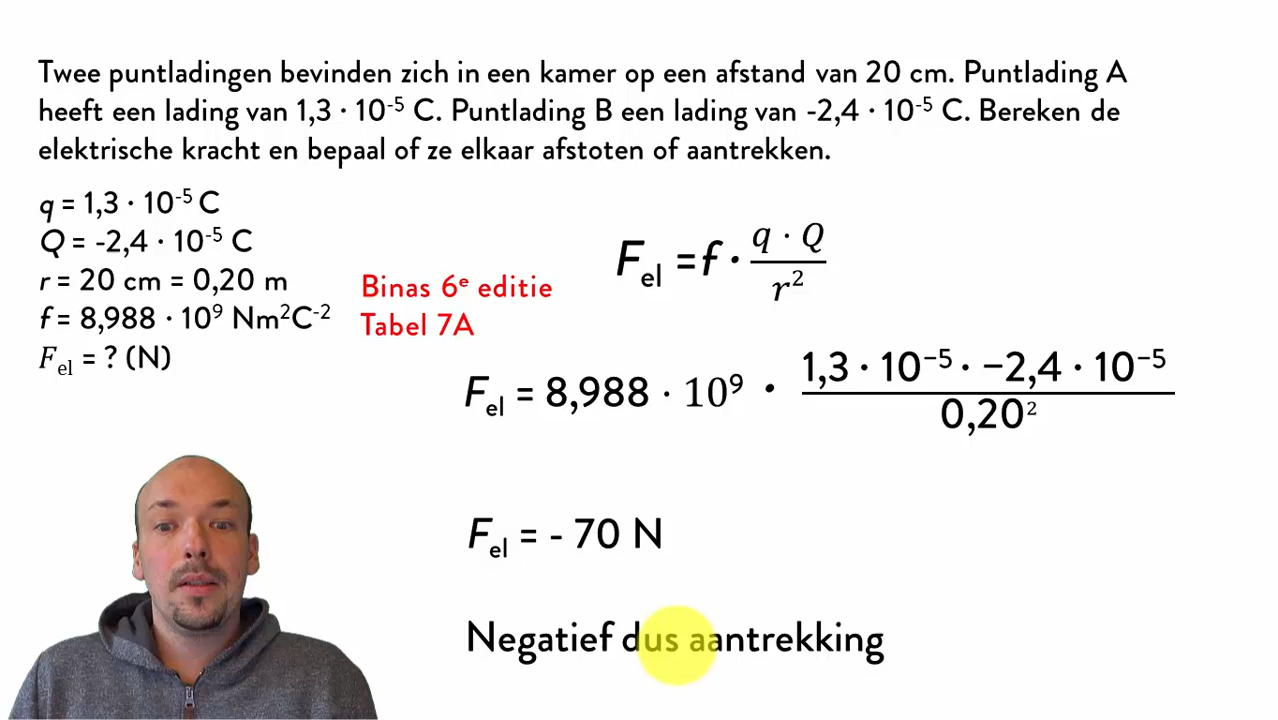 Twee puntladingen bevinden zich in een kamer op een afstand van 20 cm. Puntlading A
heeft een lading van 1,3 · 10⁻⁵ C. Puntlading B een lading van -2,4 · 10⁻⁵ C. Bereken de
elektrische kracht en bepaal of ze elkaar afstoten of aantrekken.
q = 1,3 · 10⁻⁵ C
Q = -2,4 · 10⁻⁵ C
r = 20 cm = 0,20 m
f = 8,988 · 10⁹ Nm²C⁻²
F_el = ? (N)
Binas 6ᵉ editie
Tabel 7A
F_el = f · (q · Q) / r²
F_el = 8,988 · 10⁹ · (1,3 · 10⁻⁵ · −2,4 · 10⁻⁵) / 0,20²
F_el = - 70 N
Negatief dus aantrekking